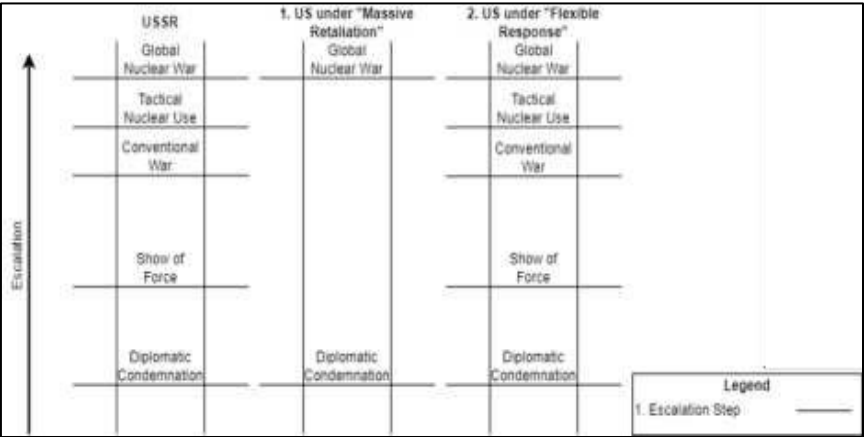 USSR
Global
Nuclear War
Tactical
Nuclear Use
Conventional
War
Show of
Force
Diplomatic
Condemnation
1. US under "Massive
Retaliation"
Global
Nuclear War
Diplomatic
Condemnation
2. US under "Flexible
Response"
Global
Nuclear War
Tactical
Nuclear Use
Conventional
War
Show of
Force
Diplomatic
Condemnation
Escalation
Legend
1. Escalation Step